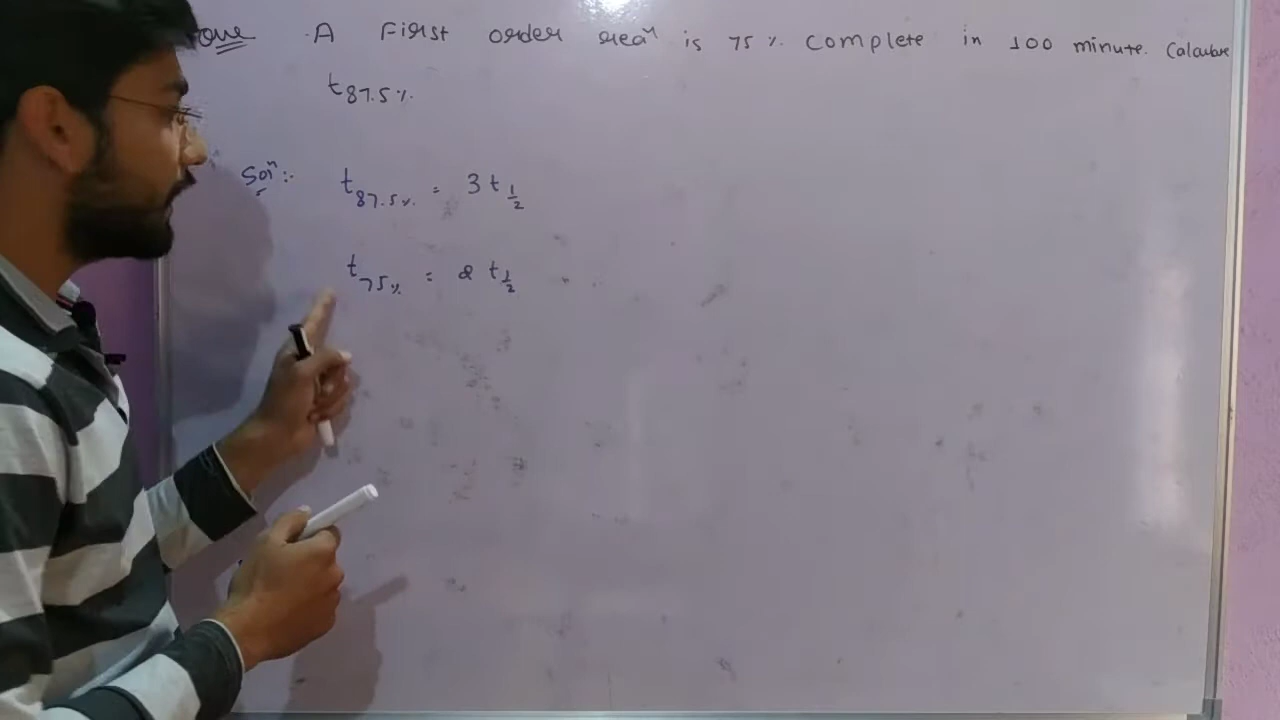 A First order reaⁿ is 75 %. Complete in 100 minute. Calculate
t87.5%.
Solⁿ:-
t87.5%. = 3 t1/2
t75% = 2 t1/2